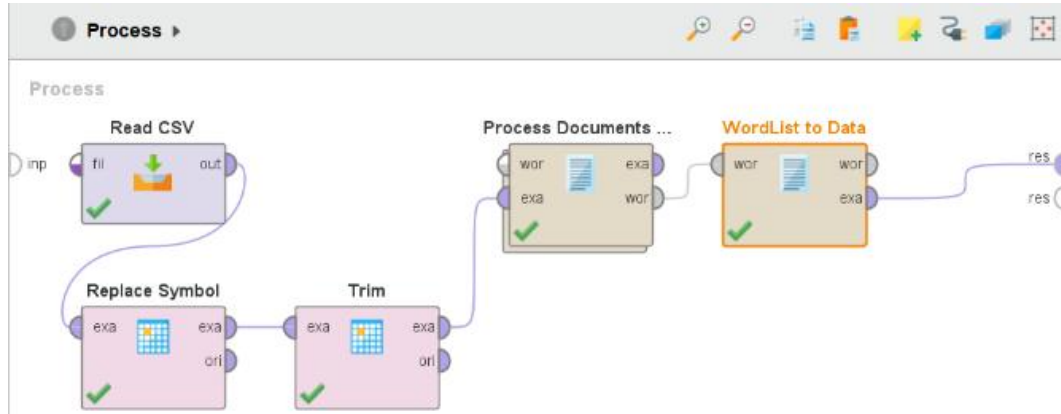 Process
Process
Read CSV
inp
fil
out
Process Documents ...
wor
exa
exa
wor
WordList to Data
wor
wor
exa
res
res
Replace Symbol
exa
exa
ori
Trim
exa
exa
ori